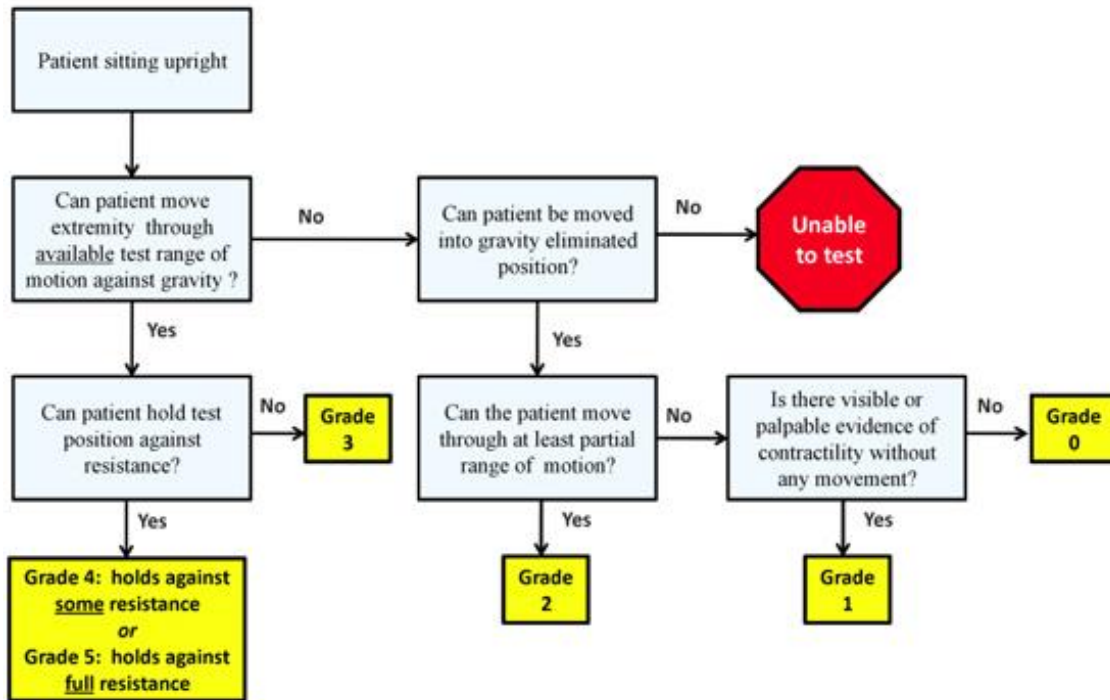 Patient sitting upright
Can patient move
extremity through
available test range of
motion against gravity ?
No
Can patient be moved
into gravity eliminated
position?
No
Unable
to test
Yes
Yes
Can patient hold test
position against
resistance?
No
Grade
3
Can the patient move
through at least partial
range of motion?
No
Is there visible or
palpable evidence of
contractility without
any movement?
No
Grade
0
Yes
Yes
Yes
Grade 4: holds against
some resistance
or
Grade 5: holds against
full resistance
Grade
2
Grade
1